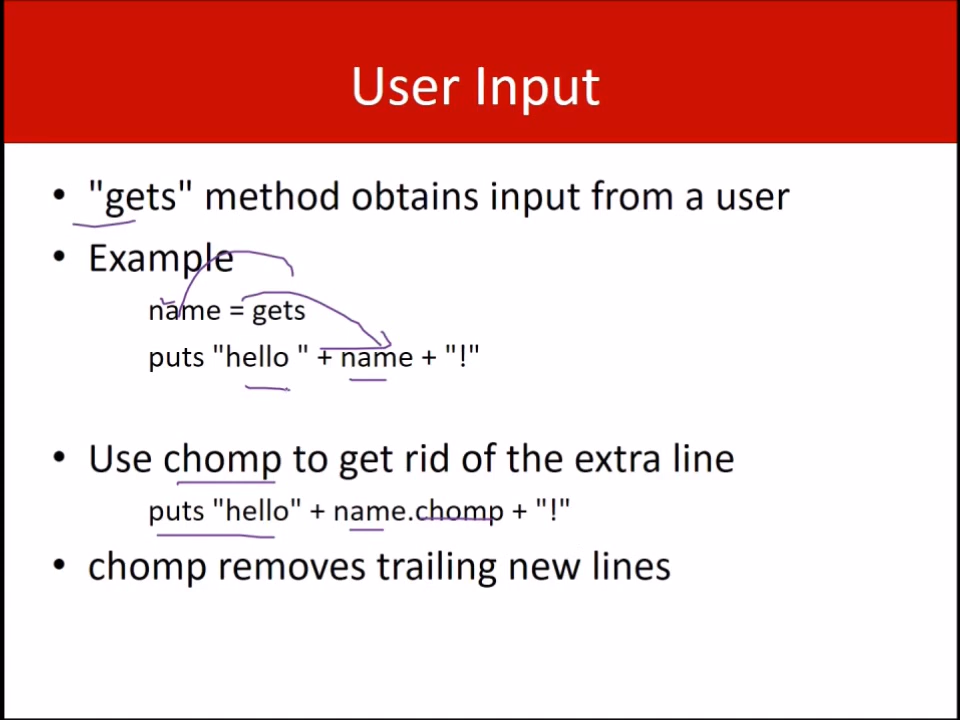 User Input
• "gets" method obtains input from a user
• Example
name = gets
puts "hello " + name + "!"
• Use chomp to get rid of the extra line
puts "hello" + name.chomp + "!"
• chomp removes trailing new lines